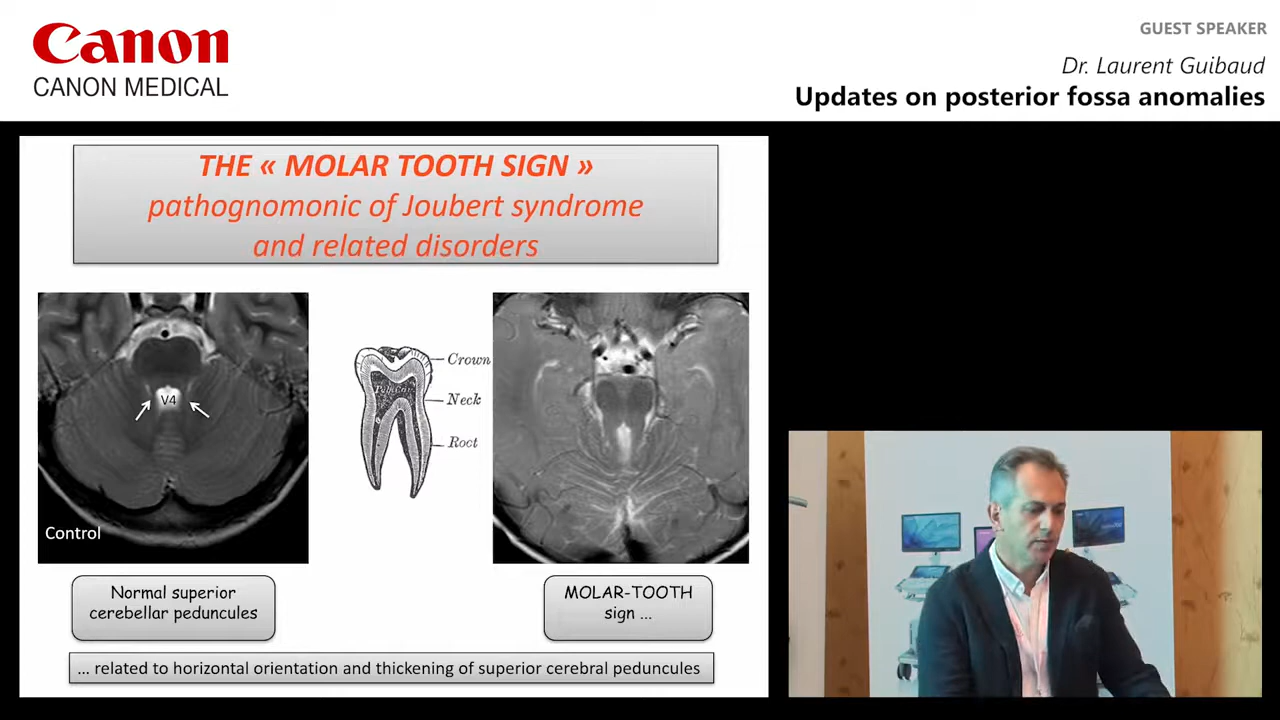 Canon
CANON MEDICAL
GUEST SPEAKER
Dr. Laurent Guibaud
Updates on posterior fossa anomalies
THE « MOLAR TOOTH SIGN »
pathognomonic of Joubert syndrome
and related disorders
V4
Control
Crown
Neck
Root
Normal superior
cerebellar peduncules
MOLAR-TOOTH
sign ...
... related to horizontal orientation and thickening of superior cerebral peduncules